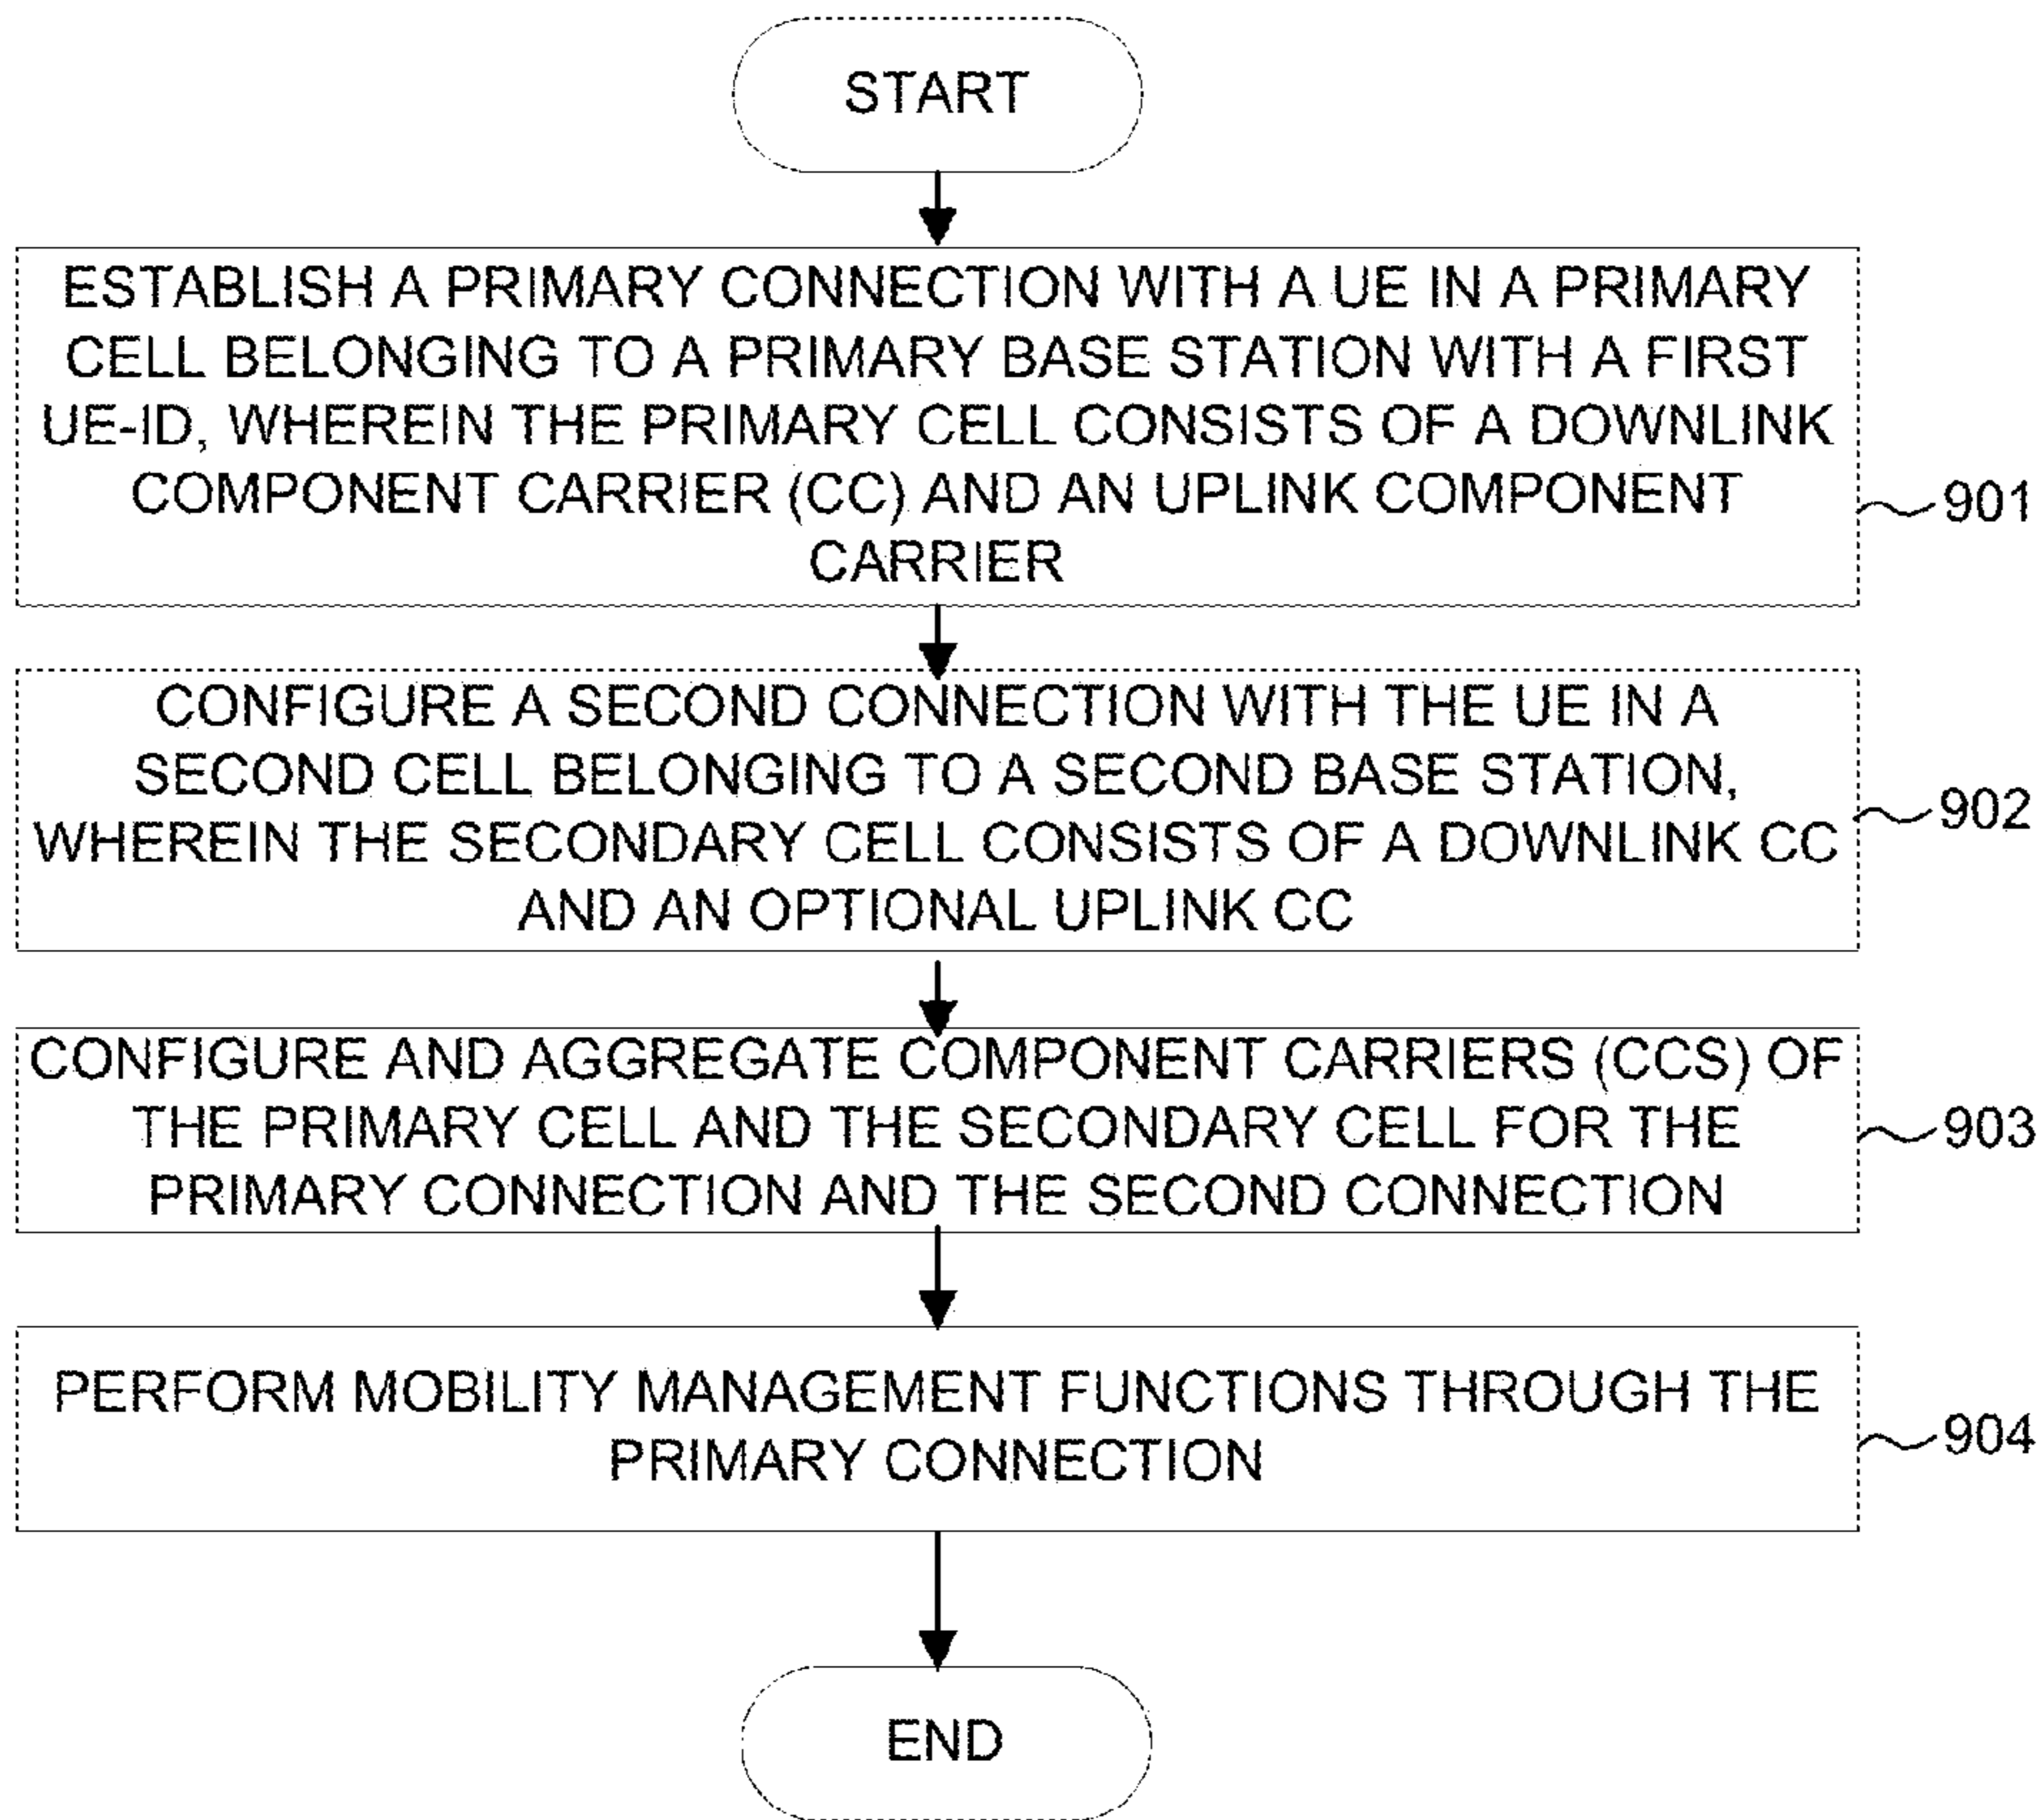 START
ESTABLISH A PRIMARY CONNECTION WITH A UE IN A PRIMARY
CELL BELONGING TO A PRIMARY BASE STATION WITH A FIRST
UE-ID, WHEREIN THE PRIMARY CELL CONSISTS OF A DOWNLINK
COMPONENT CARRIER (CC) AND AN UPLINK COMPONENT
CARRIER
901
CONFIGURE A SECOND CONNECTION WITH THE UE IN A
SECOND CELL BELONGING TO A SECOND BASE STATION,
WHEREIN THE SECONDARY CELL CONSISTS OF A DOWNLINK CC
AND AN OPTIONAL UPLINK CC
902
CONFIGURE AND AGGREGATE COMPONENT CARRIERS (CCS) OF
THE PRIMARY CELL AND THE SECONDARY CELL FOR THE
PRIMARY CONNECTION AND THE SECOND CONNECTION
903
PERFORM MOBILITY MANAGEMENT FUNCTIONS THROUGH THE
PRIMARY CONNECTION
904
END